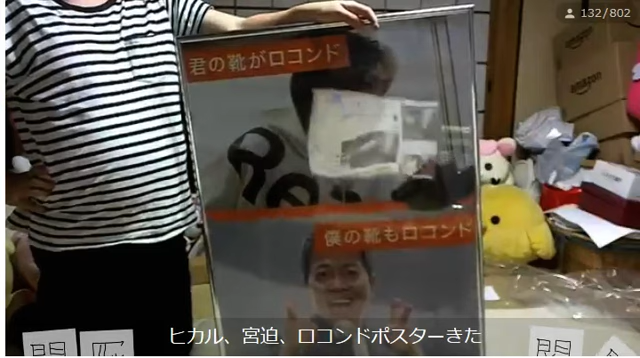 132/802
君の靴がロコンド
amazon
amazon
僕の靴もロコンド
ヒカル、宮迫、ロコンドポスターきた
開